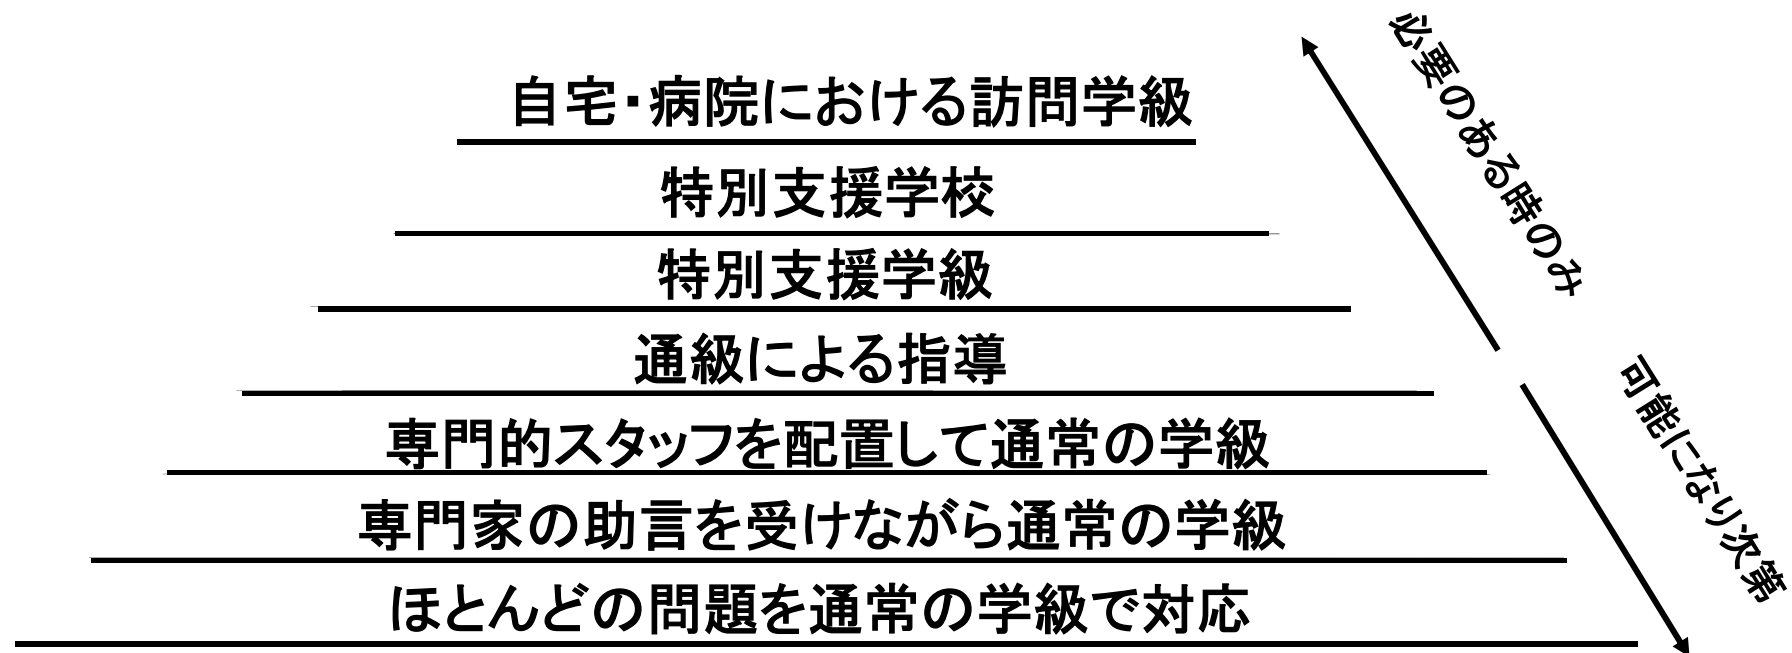 自宅・病院における訪問学級
特別支援学校
特別支援学級
通級による指導
専門的スタッフを配置して通常の学級
専門家の助言を受けながら通常の学級
ほとんどの問題を通常の学級で対応
必要のある時のみ
可能になり次第